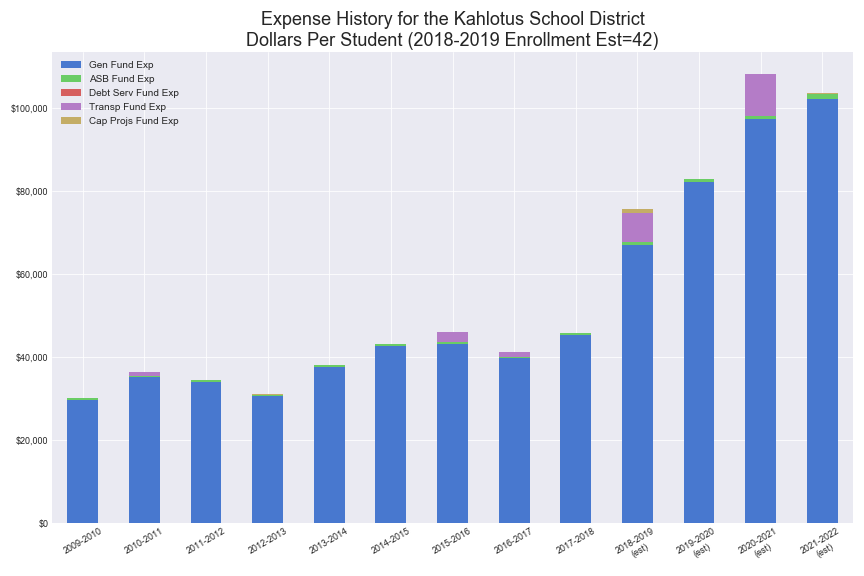 Expense History for the Kahlotus School District
Dollars Per Student (2018-2019 Enrollment Est=42)
Gen Fund Exp
ASB Fund Exp
Debt Serv Fund Exp
Transp Fund Exp
Cap Projs Fund Exp
$100,000
$80,000
$60,000
$40,000
$20,000
$0
2009-2010
2010-2011
2011-2012
2012-2013
2013-2014
2014-2015
2015-2016
2016-2017
2017-2018
2018-2019
(est)
2019-2020
(est)
2020-2021
(est)
2021-2022
(est)